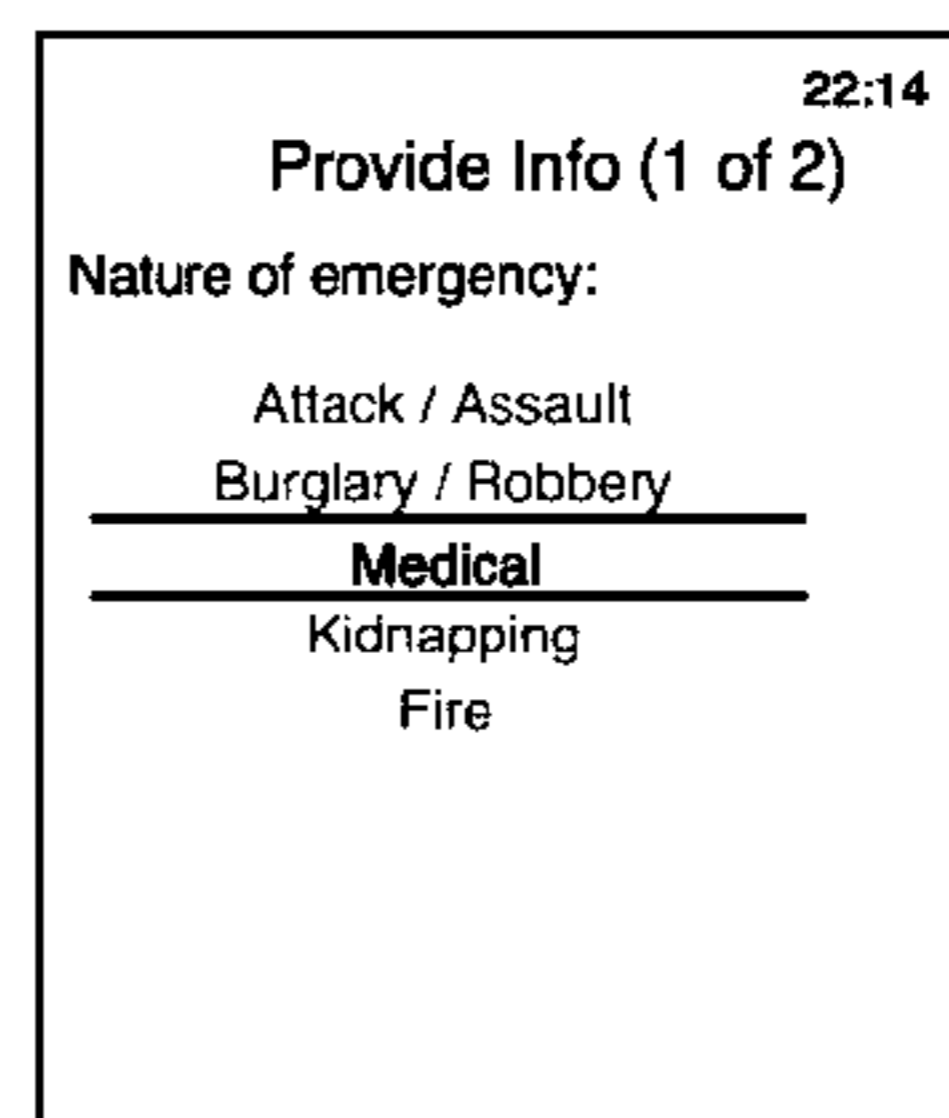 22:14
Provide Info (1 of 2)
Nature of emergency:
Attack / Assault
Burglary / Robbery
Medical
Kidnapping
Fire